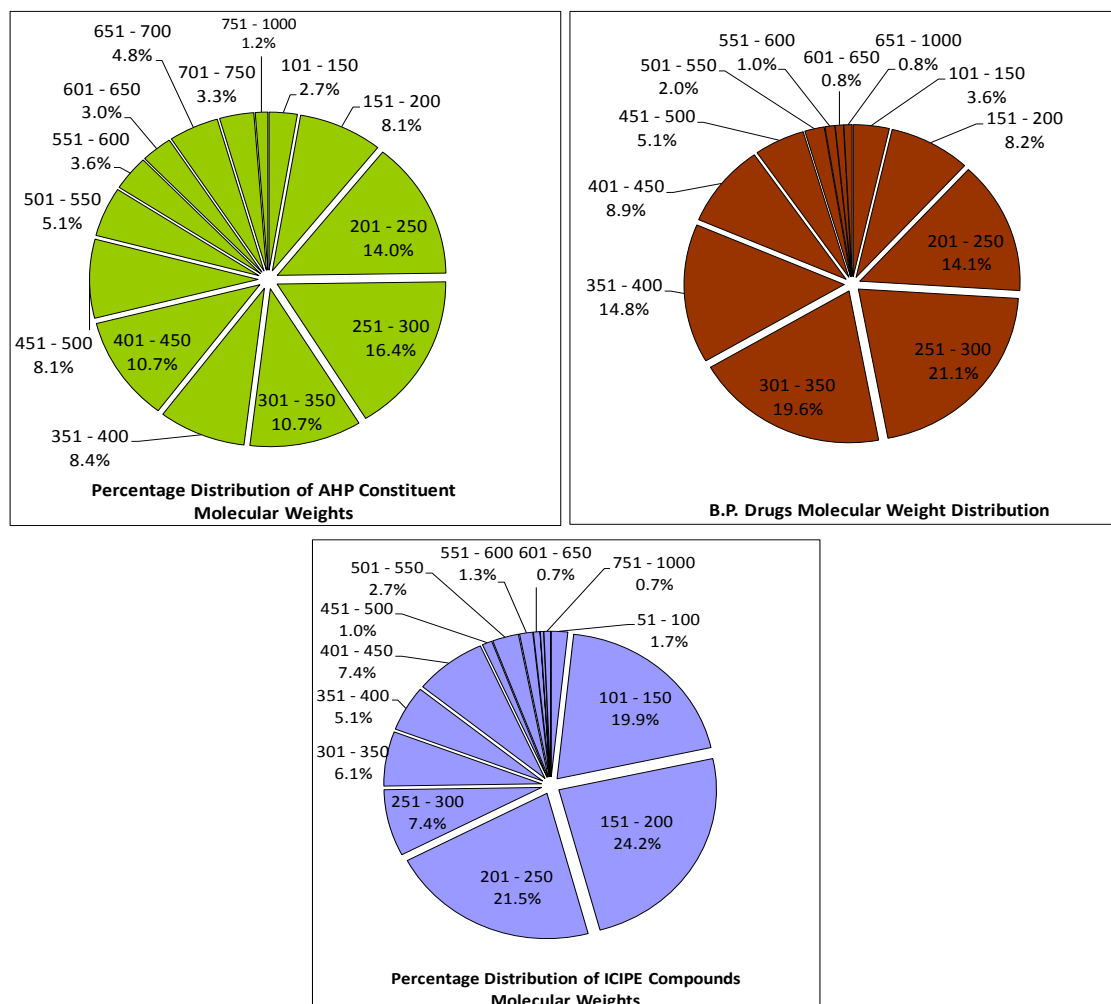 751 - 1000
1.2%
101 - 150
2.7%
151 - 200
8.1%
201 - 250
14.0%
251 - 300
16.4%
301 - 350
10.7%
351 - 400
8.4%
401 - 450
10.7%
451 - 500
8.1%
501 - 550
5.1%
551 - 600
3.6%
601 - 650
3.0%
651 - 700
4.8%
701 - 750
3.3%
Percentage Distribution of AHP Constituent
Molecular Weights
651 - 1000
0.8%
101 - 150
3.6%
151 - 200
8.2%
201 - 250
14.1%
251 - 300
21.1%
301 - 350
19.6%
351 - 400
14.8%
401 - 450
8.9%
451 - 500
5.1%
501 - 550
2.0%
551 - 600
1.0%
601 - 650
0.8%
B.P. Drugs Molecular Weight Distribution
751 - 1000
0.7%
51 - 100
1.7%
101 - 150
19.9%
151 - 200
24.2%
201 - 250
21.5%
251 - 300
7.4%
301 - 350
6.1%
351 - 400
5.1%
401 - 450
7.4%
451 - 500
1.0%
501 - 550
2.7%
551 - 600
1.3%
601 - 650
0.7%
Percentage Distribution of ICIPE Compounds
Molecular Weights